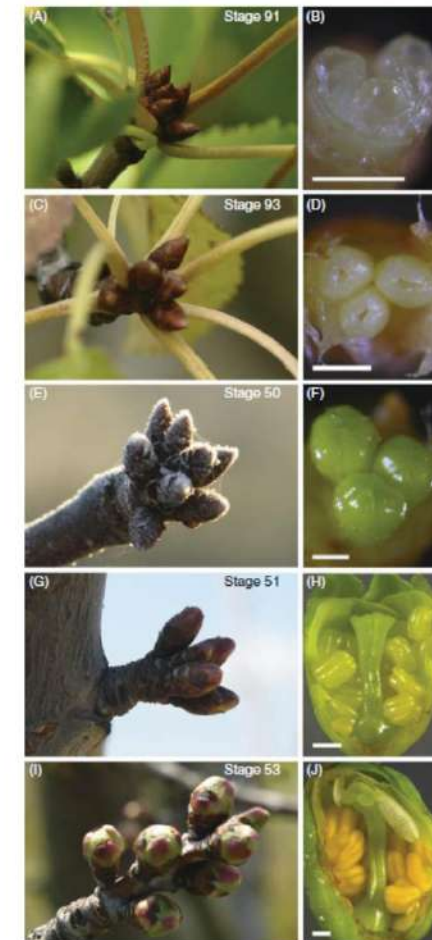 (A) Stage 91 (B)
(C) Stage 93 (D)
(E) Stage 50 (F)
(G) Stage 51 (H)
(I) Stage 53 (J)